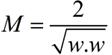 M = 2/√w.w